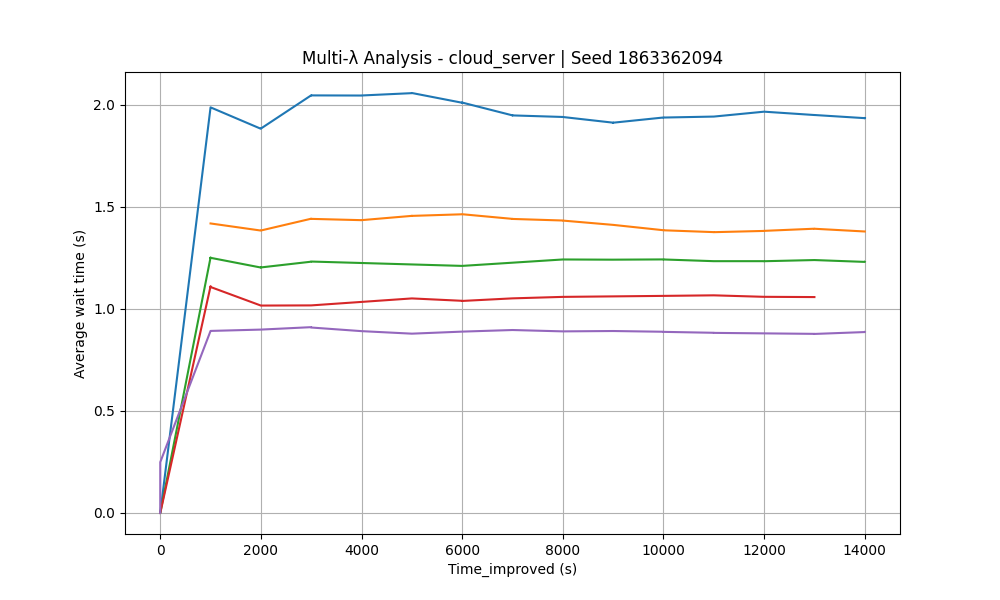 Multi-λ Analysis - cloud_server | Seed 1863362094
Average wait time (s)
2.0
1.5
1.0
0.5
0.0
0 2000 4000 6000 8000 10000 12000 14000
Time_improved (s)